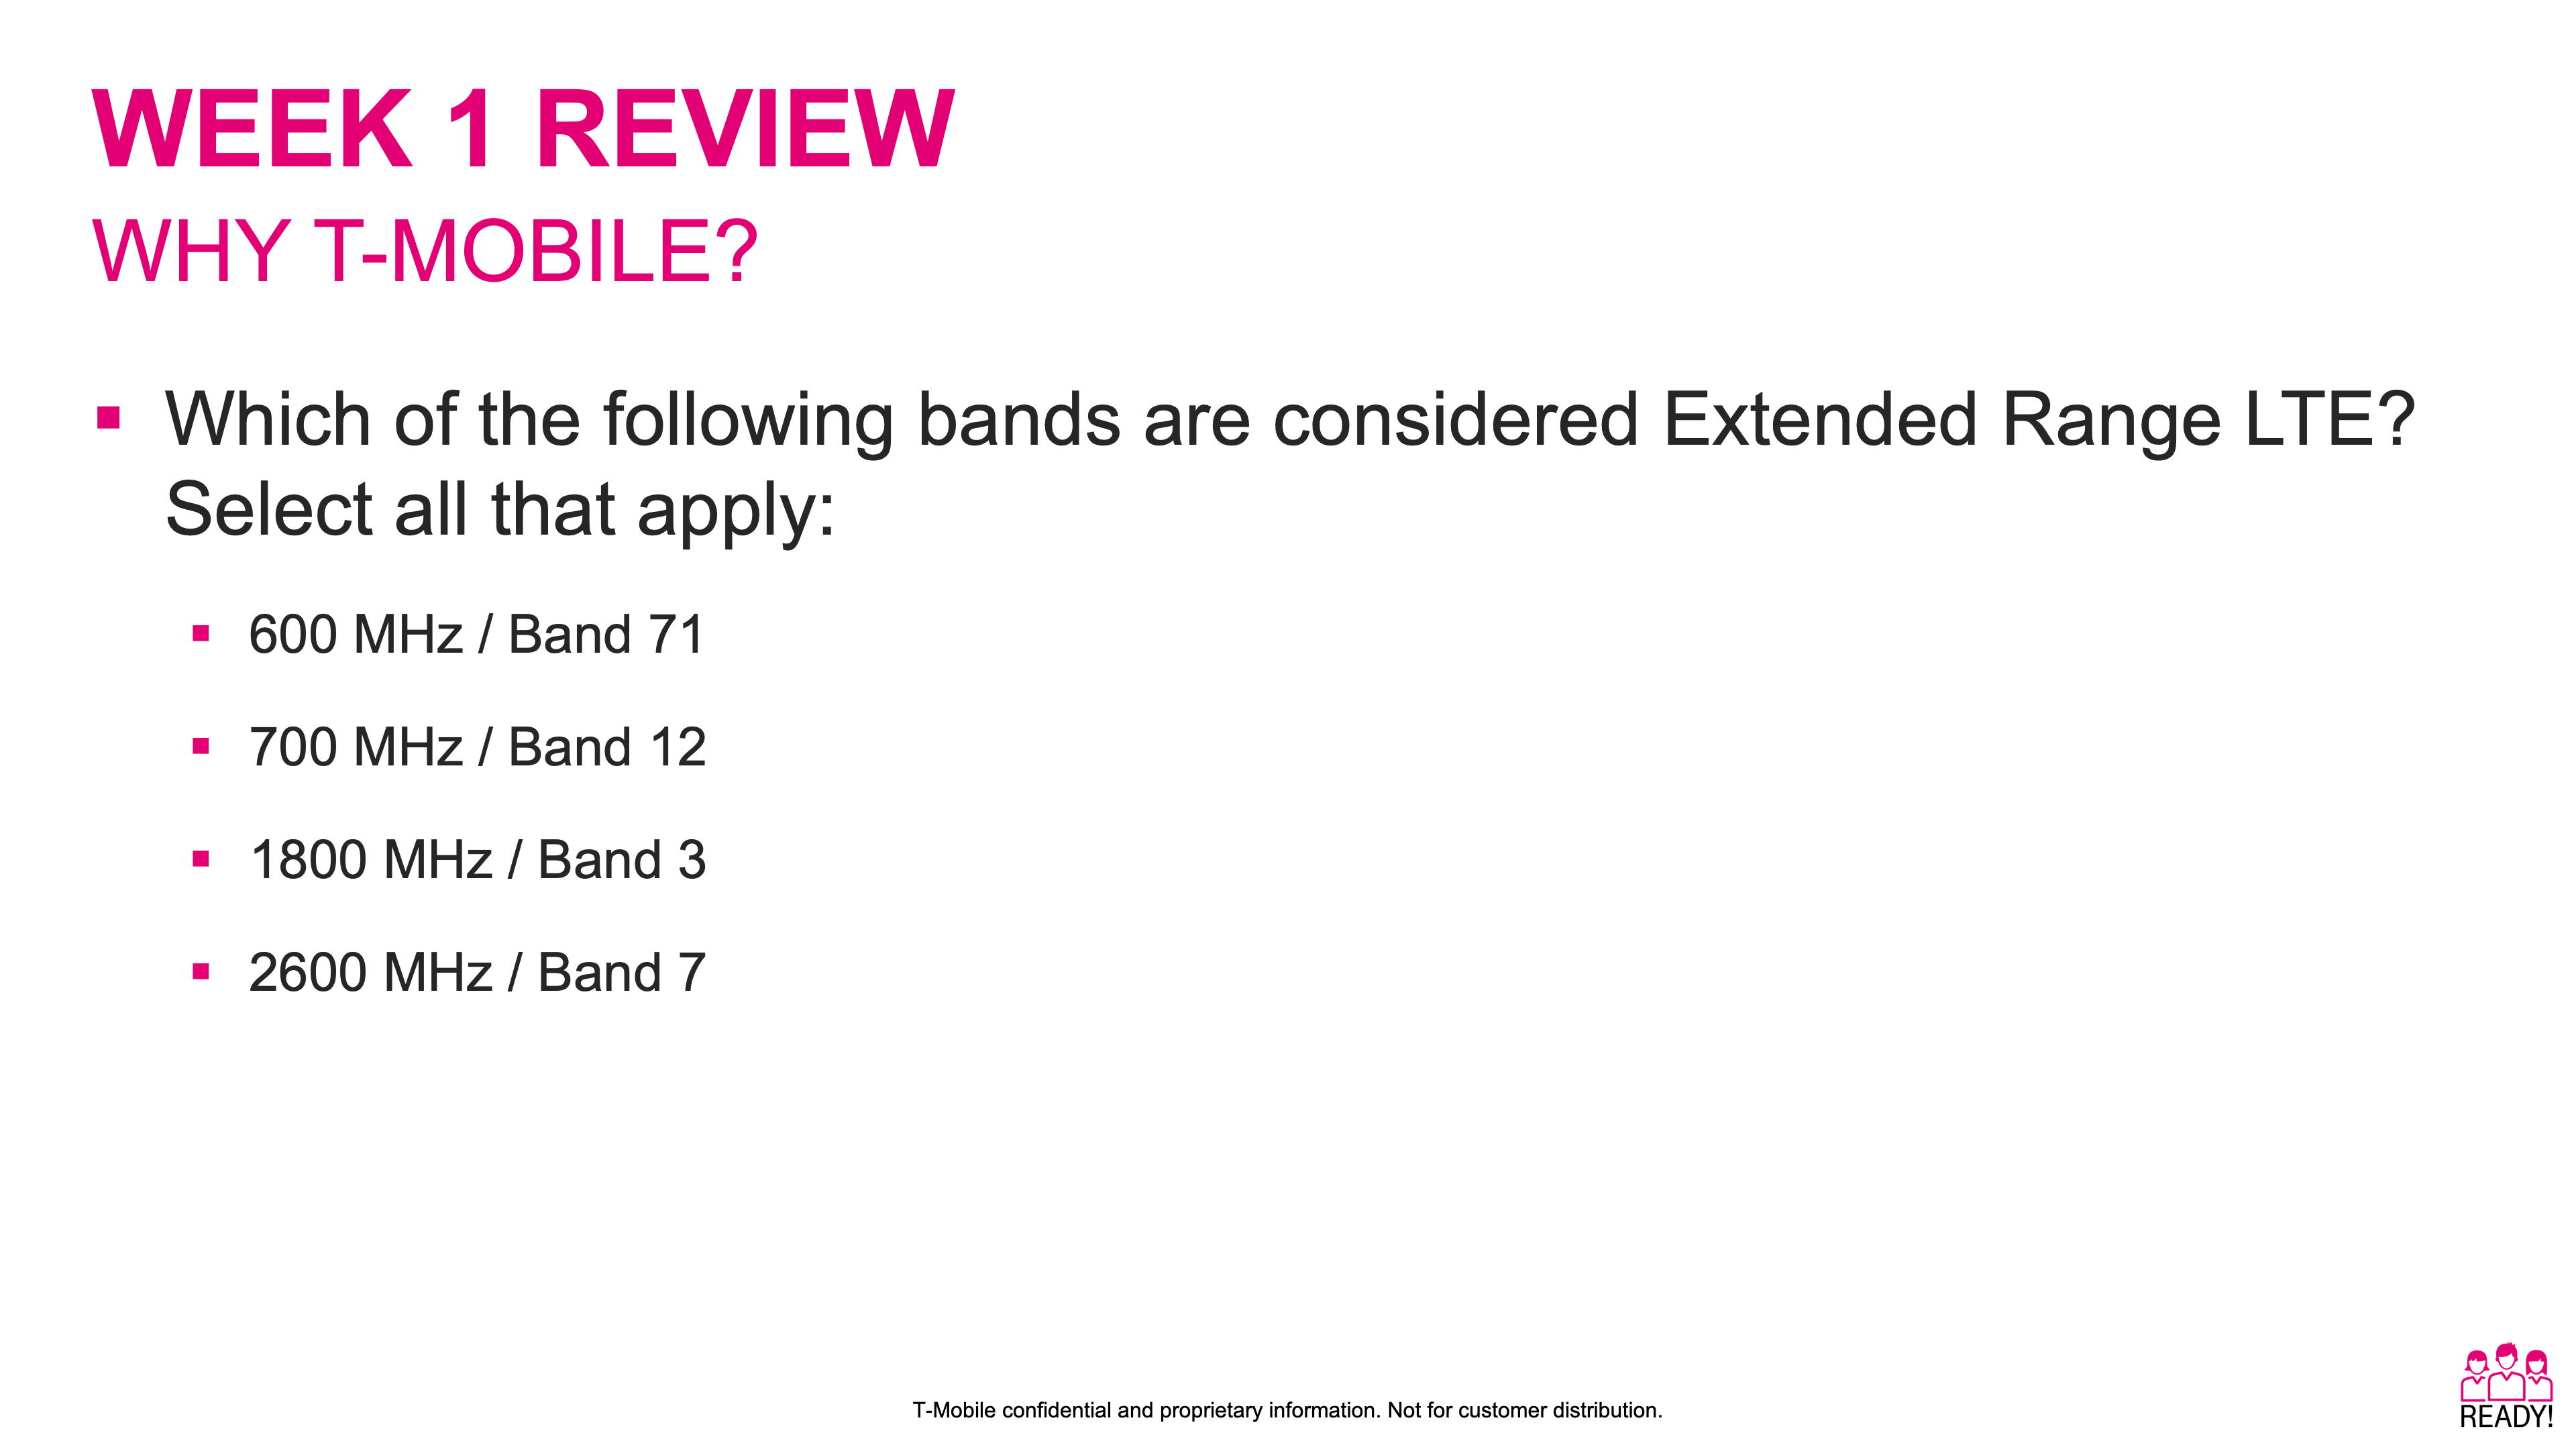 WEEK 1 REVIEW
WHY T-MOBILE?
▪ Which of the following bands are considered Extended Range LTE?
Select all that apply:
▪ 600 MHz / Band 71
▪ 700 MHz / Band 12
▪ 1800 MHz / Band 3
▪ 2600 MHz / Band 7
T-Mobile confidential and proprietary information. Not for customer distribution.
READY!